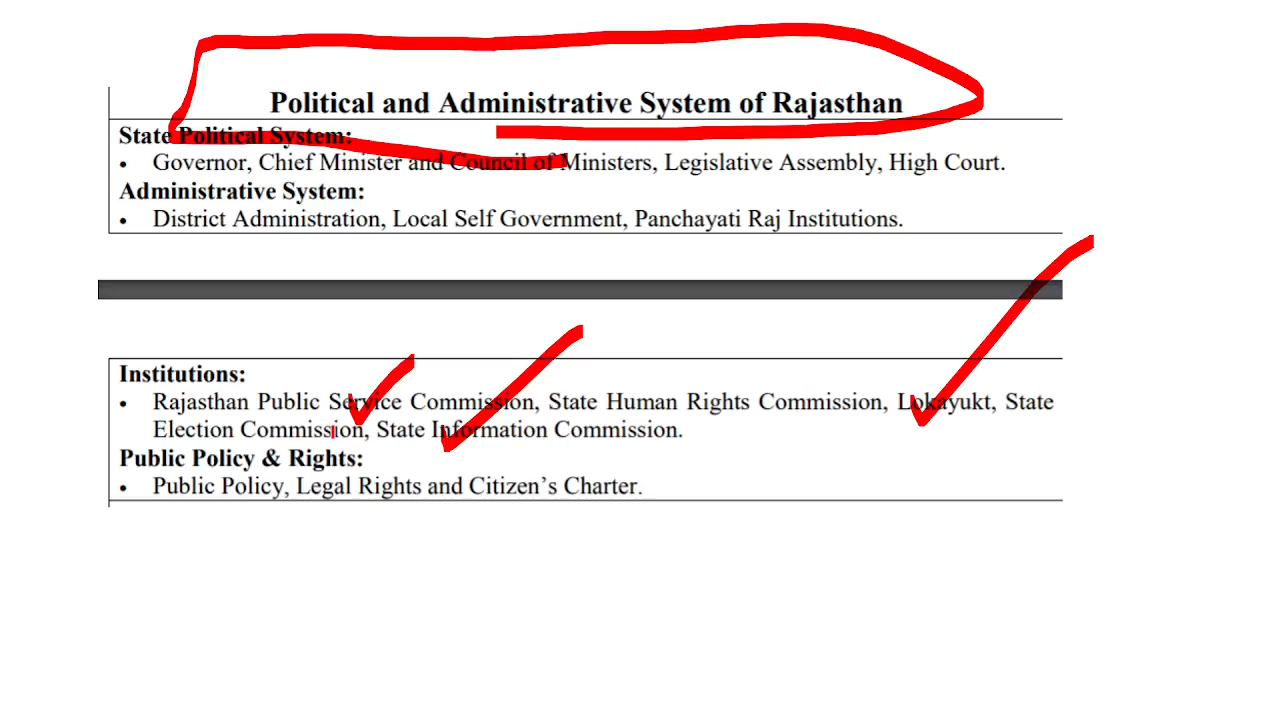 Political and Administrative System of Rajasthan
State Political System:
• Governor, Chief Minister and Council of Ministers, Legislative Assembly, High Court.
Administrative System:
• District Administration, Local Self Government, Panchayati Raj Institutions.
Institutions:
• Rajasthan Public Service Commission, State Human Rights Commission, Lokayukt, State
Election Commission, State Information Commission.
Public Policy & Rights:
• Public Policy, Legal Rights and Citizen's Charter.